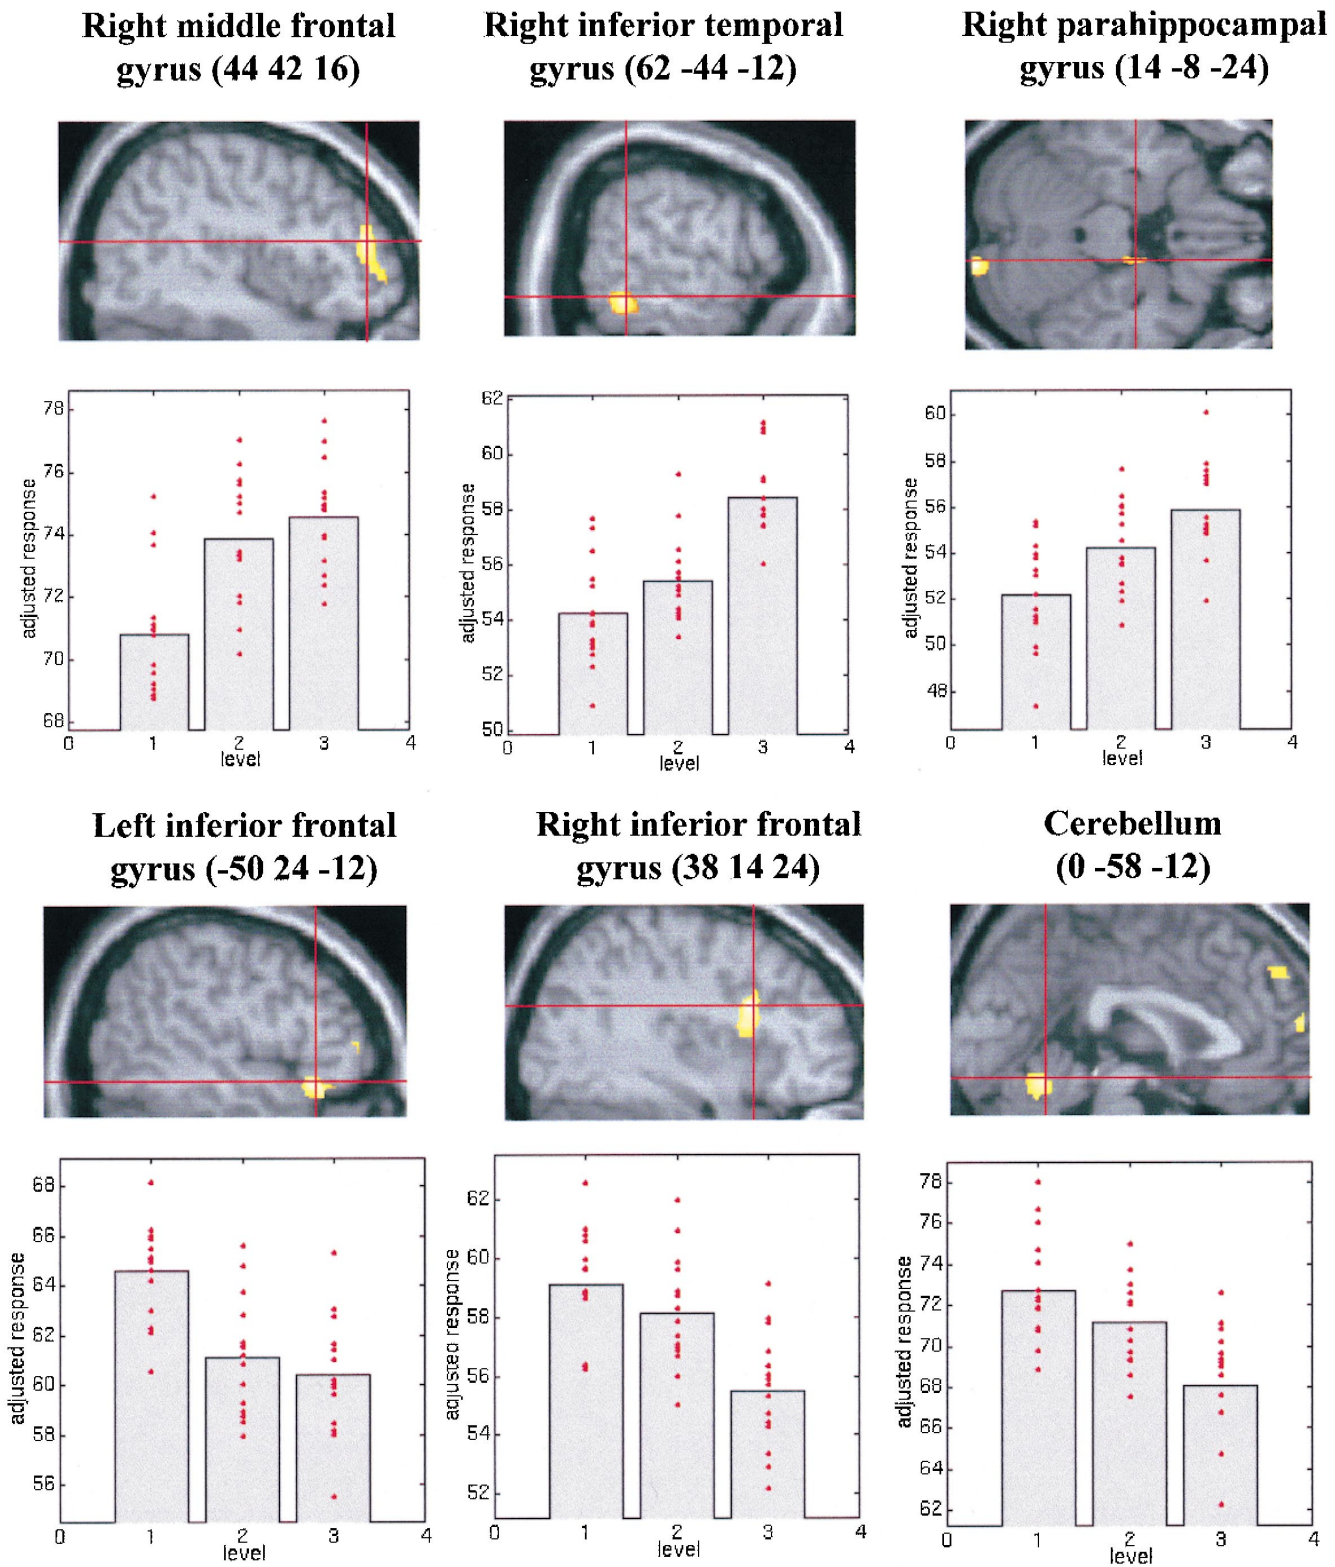 Right middle frontal
gyrus (44 42 16)
Right inferior temporal
gyrus (62 -44 -12)
Right parahippocampal
gyrus (14 -8 -24)
adjusted response
78
76
74
72
70
68
0 1 2 3 4
level
adjusted response
62
60
58
56
54
52
50
0 1 2 3 4
level
adjusted response
60
58
56
54
52
50
48
0 1 2 3 4
level
Left inferior frontal
gyrus (-50 24 -12)
Right inferior frontal
gyrus (38 14 24)
Cerebellum
(0 -58 -12)
adjusted response
68
66
64
62
60
58
56
0 1 2 3 4
level
adjusted response
62
60
58
56
54
52
0 1 2 3 4
level
adjusted response
78
76
74
72
70
68
66
64
62
0 1 2 3 4
level